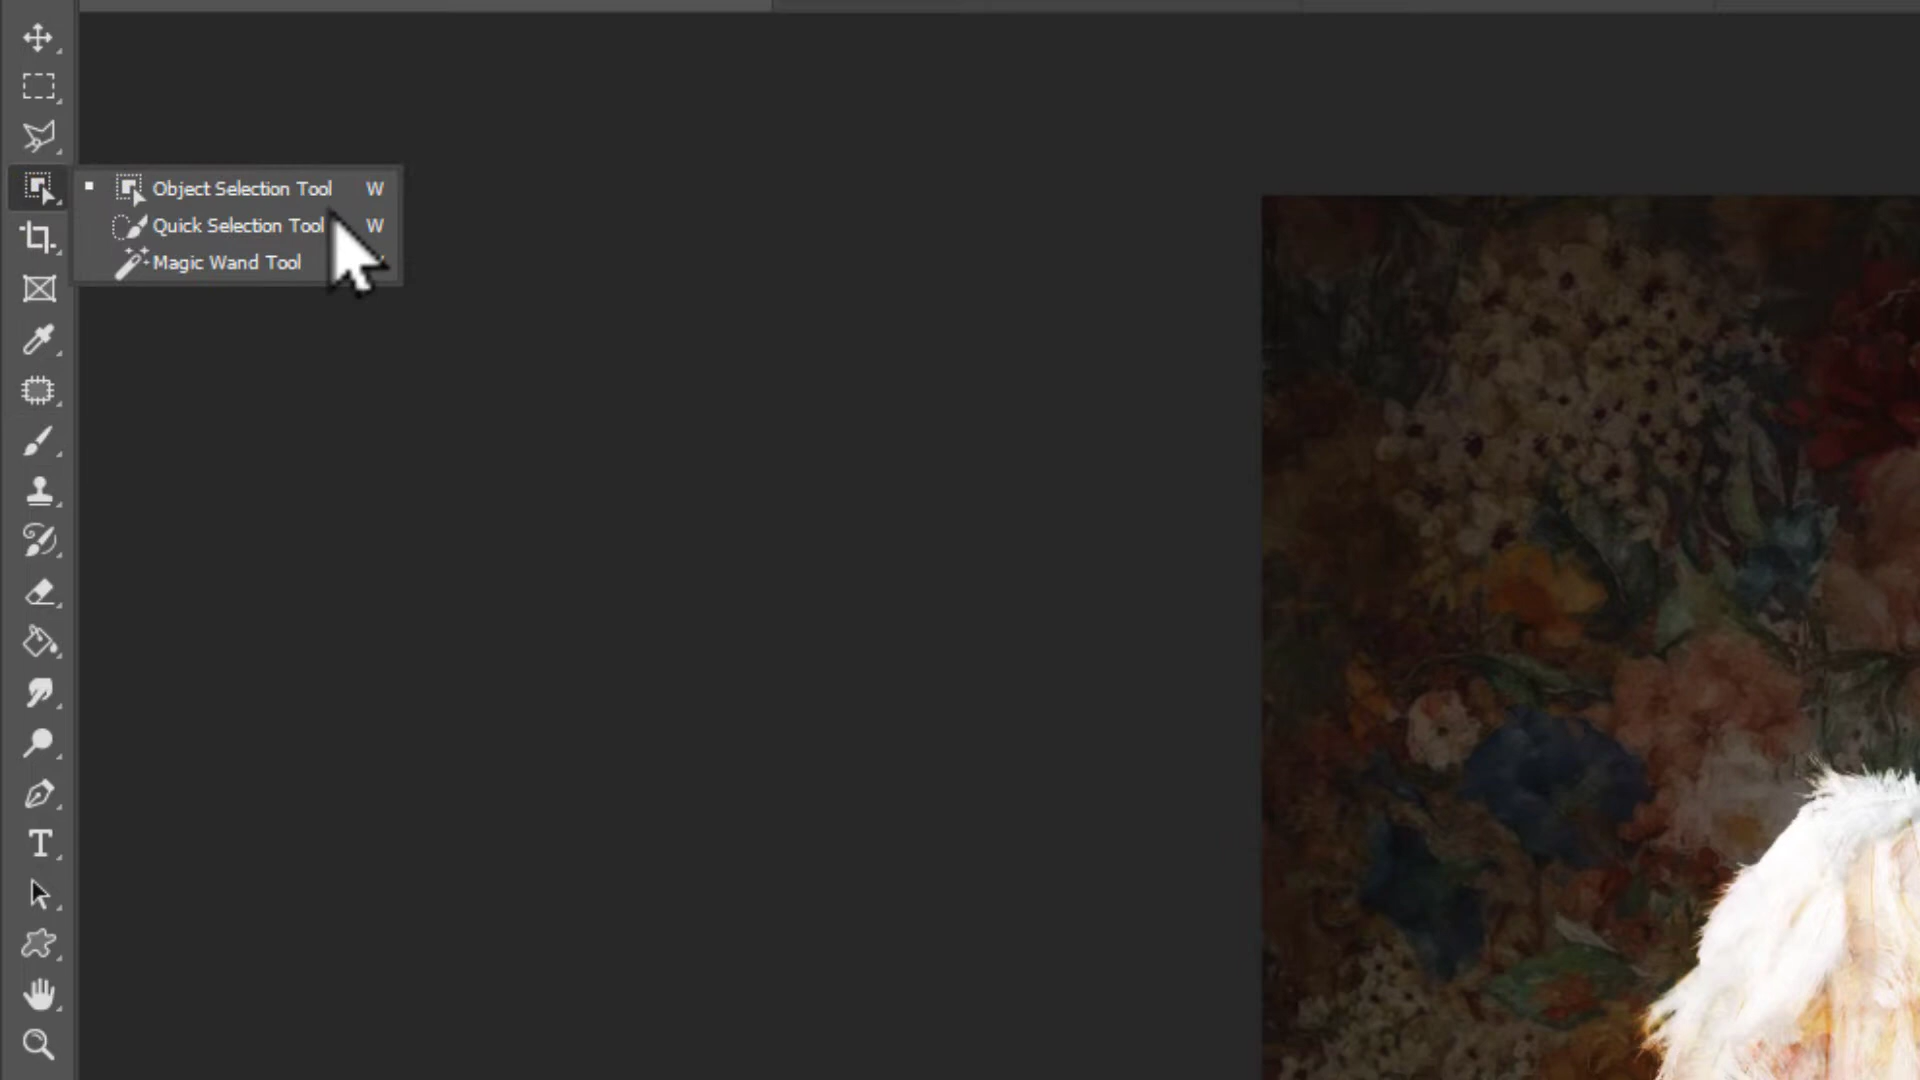 Object Selection Tool W
Quick Selection Tool W
Magic Wand Tool
T